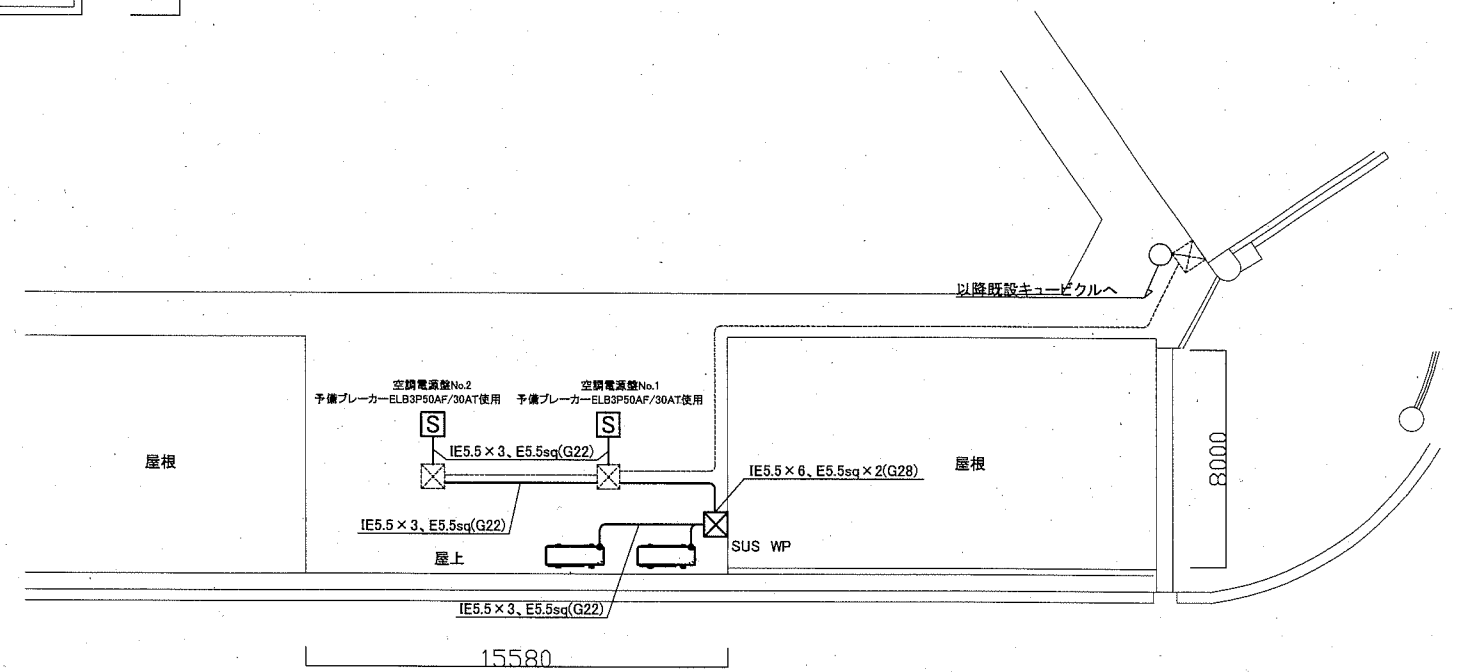 以降既設キュービクルへ
空調電源盤No.2
予備ブレーカーELB3P50AF/30AT使用
空調電源盤No.1
予備ブレーカーELB3P50AF/30AT使用
S
S
IE5.5×3、E5.5sq(G22)
屋根
IE5.5×6、E5.5sq×2(G28)
屋根
8000
IE5.5×3、E5.5sq(G22)
SUS WP
屋上
IE5.5×3、E5.5sq(G22)
15580